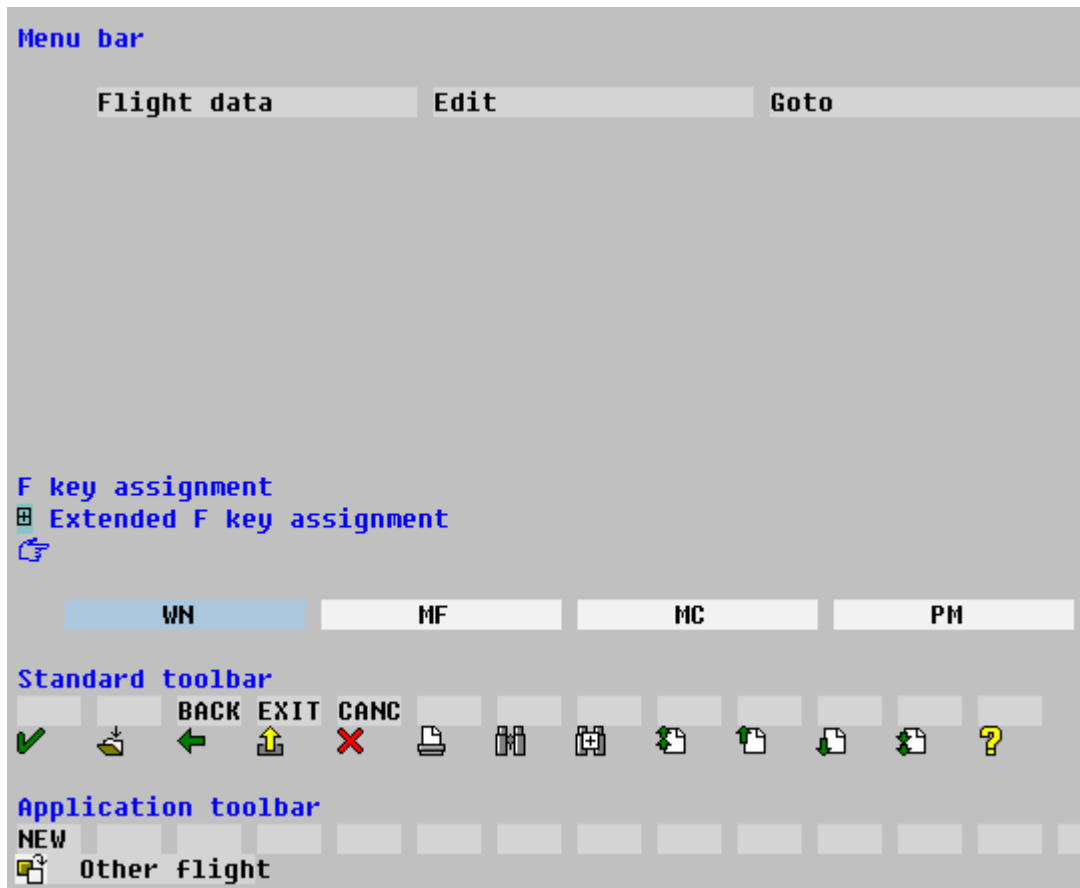 Menu bar
Flight data Edit Goto
F key assignment
Extended F key assignment
WN MF MC PM
Standard toolbar
BACK EXIT CANC
Application toolbar
NEW
Other flight